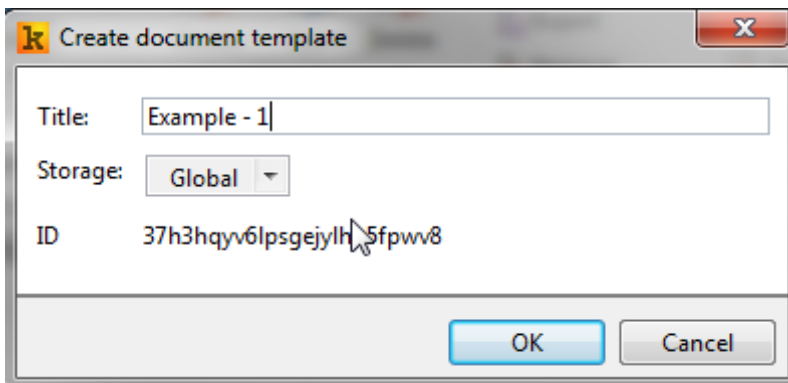 Create document template
Title: Example - 1
Storage: Global
ID
OK Cancel